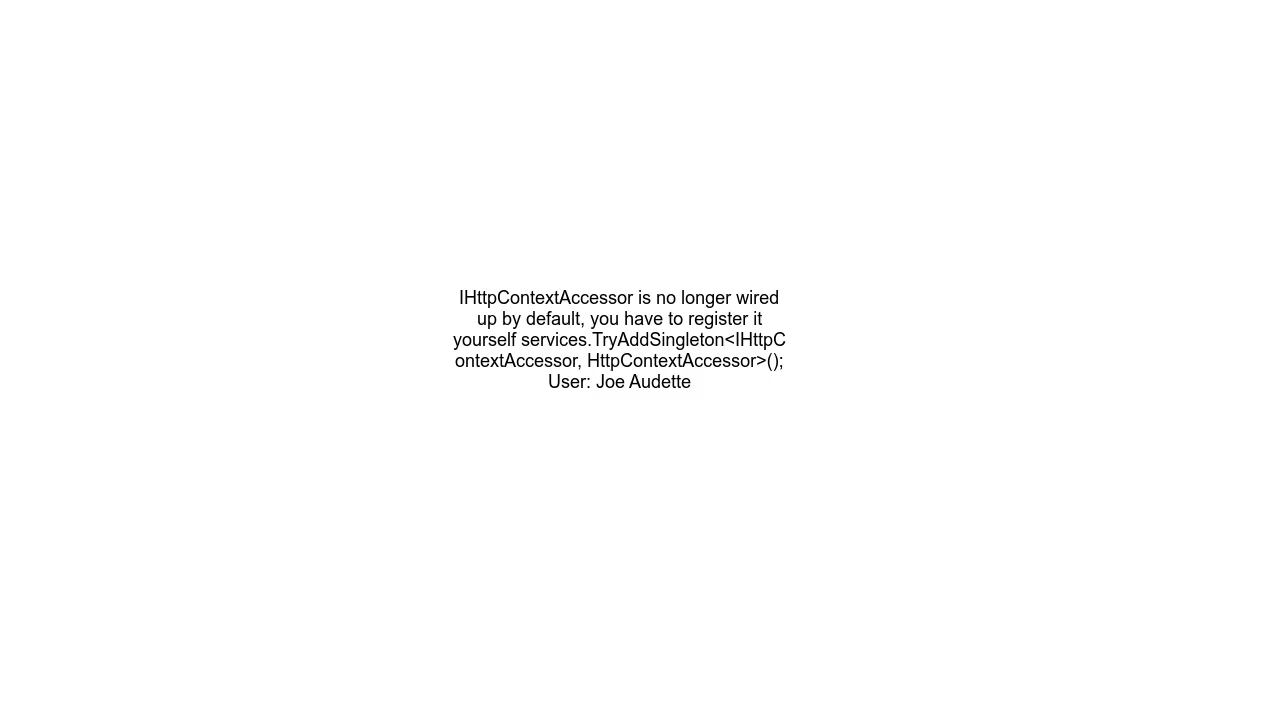 IHttpContextAccessor is no longer wired
up by default, you have to register it
yourself services.TryAddSingleton<IHttpC
ontextAccessor, HttpContextAccessor>();
User: Joe Audette